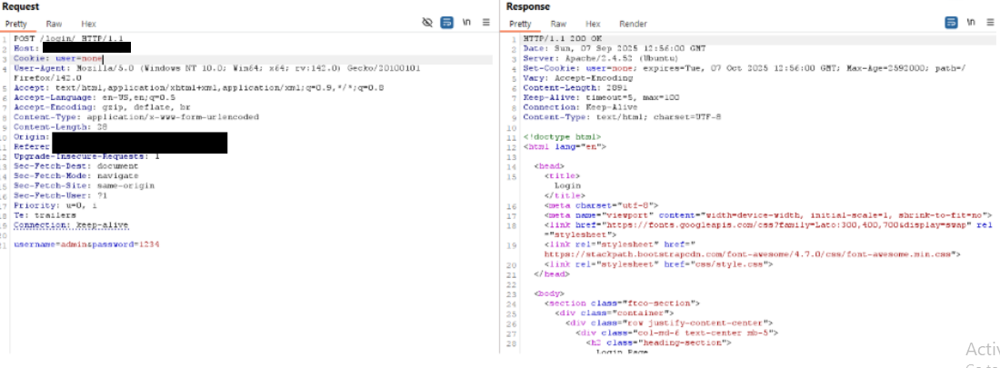 Request
Pretty Raw Hex
\n
1 POST /login/ HTTP/1.1
2 Host:
3 Cookie: user=none
4 User-Agent: Mozilla/5.0 (Windows NT 10.0; Win64; x64; rv:142.0) Gecko/20100101
Firefox/142.0
5 Accept: text/html,application/xhtml+xml,application/xml;q=0.9,*/*;q=0.8
6 Accept-Language: en-US,en;q=0.5
7 Accept-Encoding: gzip, deflate, br
8 Content-Type: application/x-www-form-urlencoded
9 Content-Length: 28
10 Origin:
11 Referer
12 Upgrade-Insecure-Requests: 1
13 Sec-Fetch-Dest: document
14 Sec-Fetch-Mode: navigate
15 Sec-Fetch-Site: same-origin
16 Sec-Fetch-User: ?1
17 Priority: u=0, i
18 Te: trailers
19 Connection: keep-alive
20
21 username=admin&password=1234
Response
Pretty Raw Hex Render
\n
1 HTTP/1.1 200 OK
2 Date: Sun, 07 Sep 2025 12:56:00 GMT
3 Server: Apache/2.4.52 (Ubuntu)
4 Set-Cookie: user=none; expires=Tue, 07 Oct 2025 12:56:00 GMT; Max-Age=2592000; path=/
5 Vary: Accept-Encoding
6 Content-Length: 2891
7 Keep-Alive: timeout=5, max=100
8 Connection: Keep-Alive
9 Content-Type: text/html; charset=UTF-8
10
11 <!doctype html>
12 <html lang="en">
13
14 <head>
15 <title>
Login
</title>
16 <meta charset="utf-8">
17 <meta name="viewport" content="width=device-width, initial-scale=1, shrink-to-fit=no">
18 <link href="https://fonts.googleapis.com/css?family=Lato:300,400,700&display=swap" rel
="stylesheet">
19 <link rel="stylesheet" href="
https://stackpath.bootstrapcdn.com/font-awesome/4.7.0/css/font-awesome.min.css">
20 <link rel="stylesheet" href="css/style.css">
21 </head>
22
23 <body>
24 <section class="ftco-section">
25 <div class="container">
26 <div class="row justify-content-center">
27 <div class="col-md-6 text-center mb-5">
28 <h2 class="heading-section">
Login Page
Activ